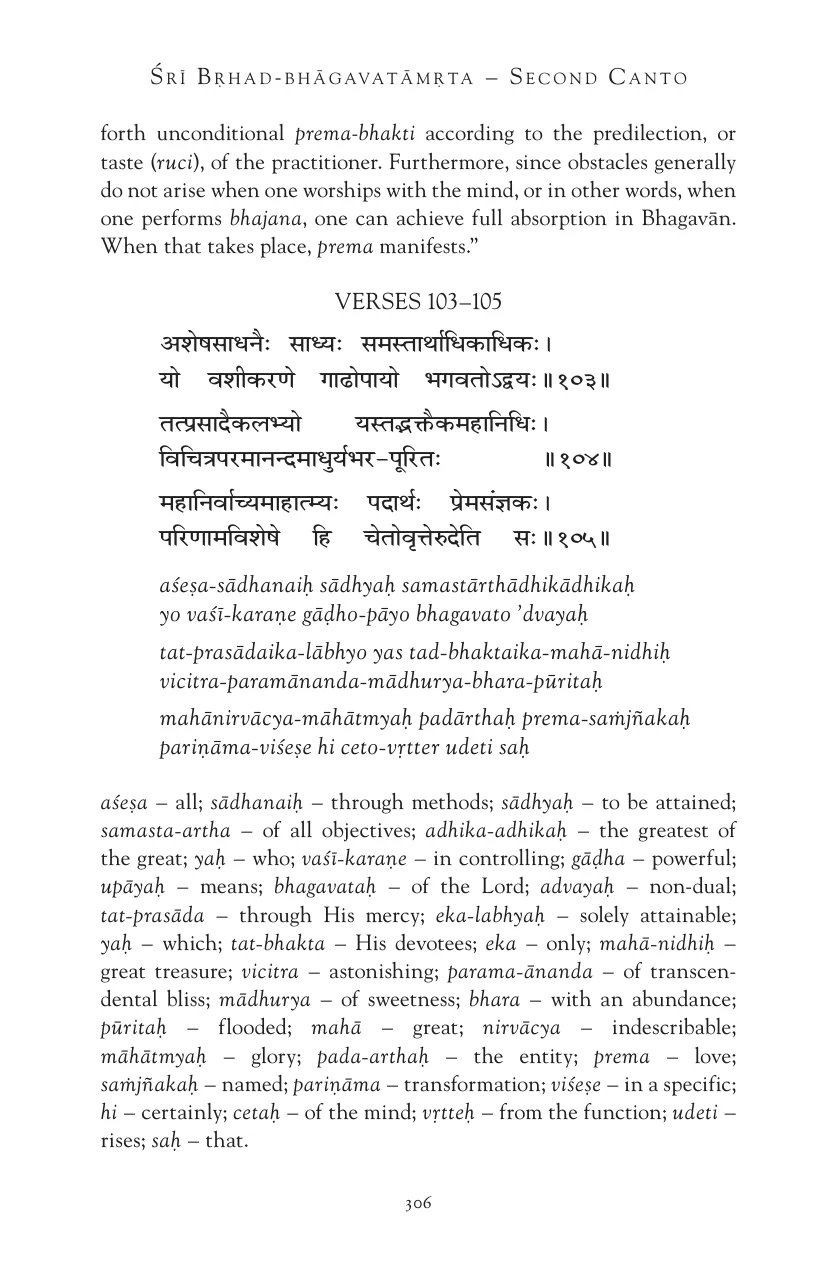 ŚRĪ BṚHAD-BHĀGAVATĀMṚTA – SECOND CANTO
forth unconditional prema-bhakti according to the predilection, or
taste (ruci), of the practitioner. Furthermore, since obstacles generally
do not arise when one worships with the mind, or in other words, when
one performs bhajana, one can achieve full absorption in Bhagavān.
When that takes place, prema manifests.”
VERSES 103–105
अशेषसाधनैः साध्यः समस्तार्थाधिकाधिकः ।
यो वशीकरणे गाढोपायो भगवतोऽद्वयः ॥ १०३ ॥
तत्प्रसादैकलभ्यो यस्तद्भक्तैकमहानिधिः ।
विचित्रपरमानन्दमाधुर्यभर-पूरितः ॥ १०४ ॥
महानिर्वाच्यमाहात्म्यः पदार्थः प्रेमसंज्ञकः ।
परिणामविशेषे हि चेतोवृत्तेरुदेति सः ॥ १०५ ॥
aśeṣa-sādhanaiḥ sādhyaḥ samastārthādhikādhikaḥ
yo vaśī-karaṇe gāḍho-pāyo bhagavato ’dvayaḥ
tat-prasādaika-lābhyo yas tad-bhaktaika-mahā-nidhiḥ
vicitra-paramānanda-mādhurya-bhara-pūritaḥ
mahānirvācya-māhātmyaḥ padārthaḥ prema-saṁjñakaḥ
pariṇāma-viśeṣe hi ceto-vṛtter udeti saḥ
aśeṣa – all; sādhanaiḥ – through methods; sādhyaḥ – to be attained;
samasta-artha – of all objectives; adhika-adhikaḥ – the greatest of
the great; yaḥ – who; vaśī-karaṇe – in controlling; gāḍha – powerful;
upāyaḥ – means; bhagavataḥ – of the Lord; advayaḥ – non-dual;
tat-prasāda – through His mercy; eka-labhyaḥ – solely attainable;
yaḥ – which; tat-bhakta – His devotees; eka – only; mahā-nidhiḥ –
great treasure; vicitra – astonishing; parama-ānanda – of transcen-
dental bliss; mādhurya – of sweetness; bhara – with an abundance;
pūritaḥ – flooded; mahā – great; nirvācya – indescribable;
māhātmyaḥ – glory; pada-arthaḥ – the entity; prema – love;
saṁjñakaḥ – named; pariṇāma – transformation; viśeṣe – in a specific;
hi – certainly; cetaḥ – of the mind; vṛtteḥ – from the function; udeti –
rises; saḥ – that.
306